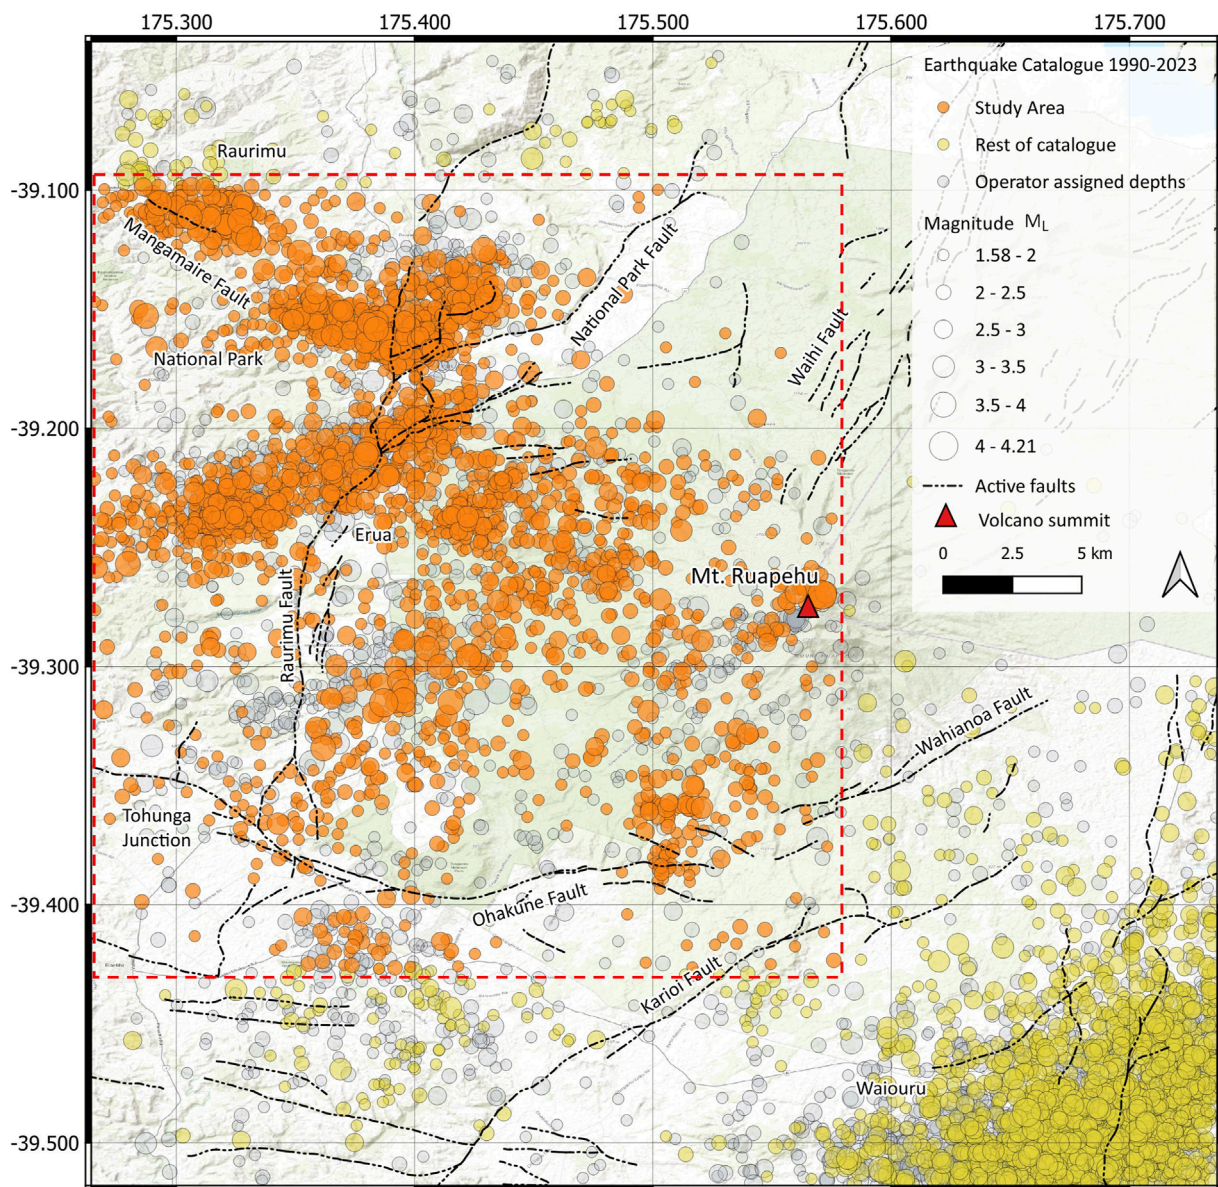 175.300 175.400 175.500 175.600 175.700
Earthquake Catalogue 1990-2023
Study Area
Rest of catalogue
Operator assigned depths
Magnitude M_L
1.58 - 2
2 - 2.5
2.5 - 3
3 - 3.5
3.5 - 4
4 - 4.21
Active faults
Volcano summit
0 2.5 5 km
-39.100
-39.200
-39.300
-39.400
-39.500
Raurimu
Mangamaire Fault
National Park Fault
National Park
Waihi Fault
Erua
Mt. Ruapehu
Raurimu Fault
Wahianoa Fault
Tohunga
Junction
Ohakune Fault
Karioi Fault
Waiouru